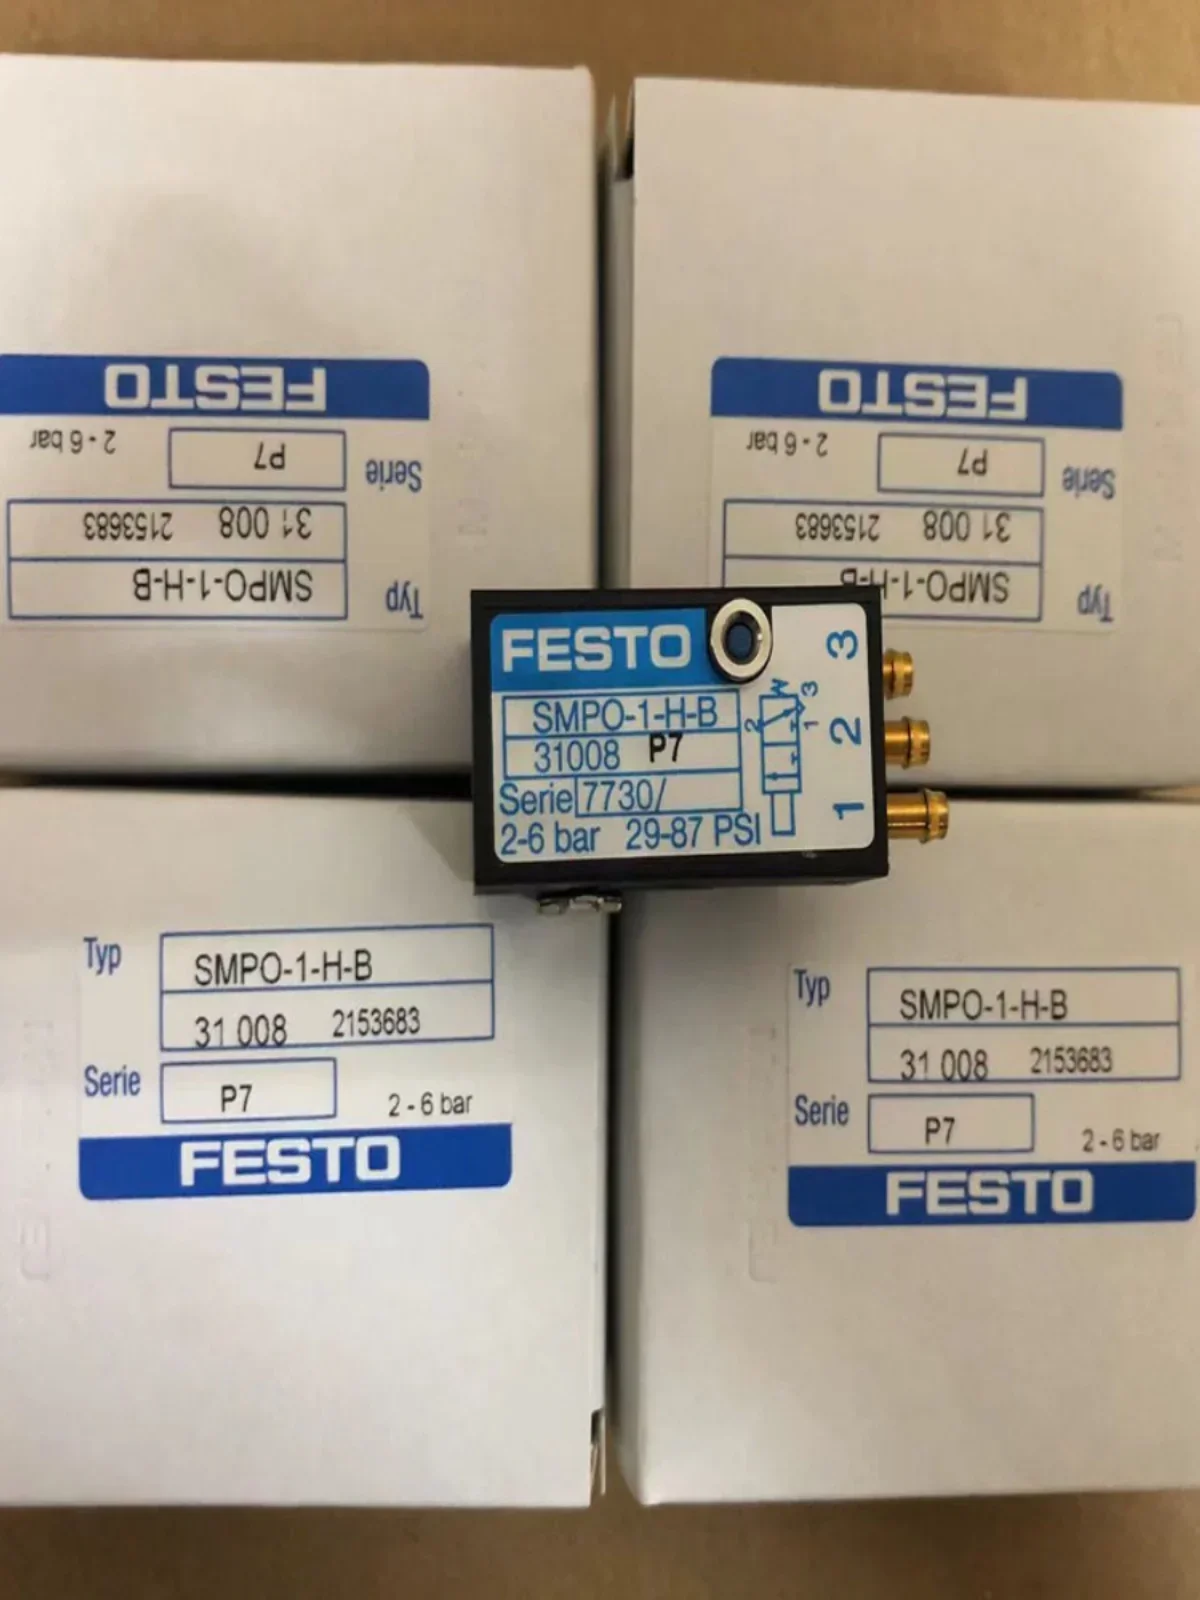 FESTO
2 - 6 bar
P7
Serie
2153683
31 008
SMPO-1-H-B
Typ
FESTO
2 - 6 bar
P7
Serie
2153683
31 008
SMPO-1-H-B
Typ
FESTO
SMPO-1-H-B
31008 P7
Serie 7730/
2-6 bar 29-87 PSI
2
3
1
W
3
2
1
Typ
SMPO-1-H-B
31 008 2153683
Serie
P7
2 - 6 bar
FESTO
Typ
SMPO-1-H-B
31 008 2153683
Serie
P7
2 - 6 bar
FESTO